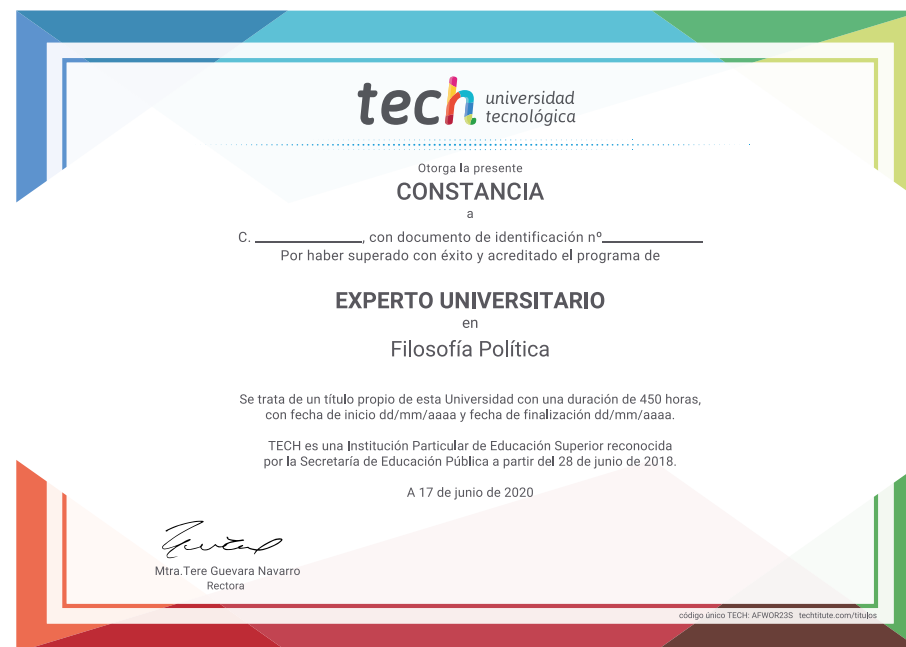 tech universidad
tecnológica
Otorga la presente
CONSTANCIA
a
C. ____________, con documento de identificación nº____________
Por haber superado con éxito y acreditado el programa de
EXPERTO UNIVERSITARIO
en
Filosofía Política
Se trata de un título propio de esta Universidad con una duración de 450 horas,
con fecha de inicio dd/mm/aaaa y fecha de finalización dd/mm/aaaa.
TECH es una Institución Particular de Educación Superior reconocida
por la Secretaría de Educación Pública a partir del 28 de junio de 2018.
A 17 de junio de 2020
Mtra.Tere Guevara Navarro
Rectora
código único TECH: AFWOR23S techtitute.com/titulos